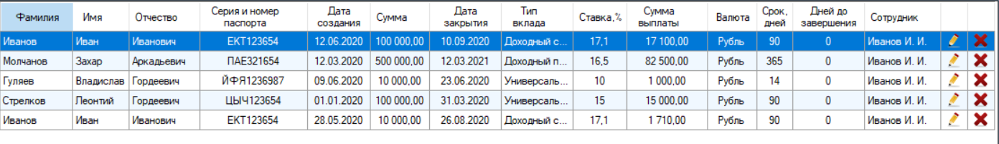 Фамилия Имя Отчество Серия и номер паспорта Дата создания Сумма Дата закрытия Тип вклада Ставка,% Сумма выплаты Валюта Срок, дней Дней до завершения Сотрудник
Иванов Иван Иванович ЕКТ123654 12.06.2020 100 000,00 10.09.2020 Доходный с... 17,1 17 100,00 Рубль 90 0 Иванов И. И.
Молчанов Захар Аркадьевич ПАЕ321654 12.03.2020 500 000,00 12.03.2021 Доходный п... 16,5 82 500,00 Рубль 365 0 Иванов И. И.
Гуляев Владислав Гордеевич ЙФЯ1236987 09.06.2020 10 000,00 23.06.2020 Универсаль... 10 1 000,00 Рубль 14 0 Иванов И. И.
Стрелков Леонтий Гордеевич ЦЫЧ123654 01.01.2020 100 000,00 31.03.2020 Универсаль... 15 15 000,00 Рубль 90 0 Иванов И. И.
Иванов Иван Иванович ЕКТ123654 28.05.2020 10 000,00 26.08.2020 Доходный с... 17,1 1 710,00 Рубль 90 0 Иванов И. И.